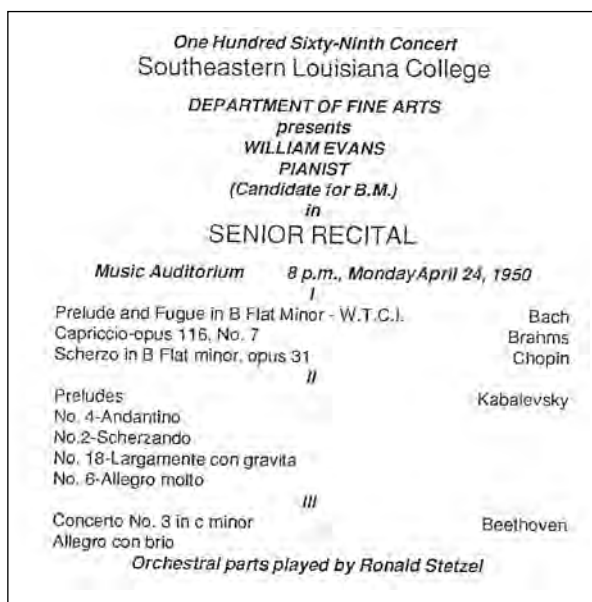 One Hundred Sixty-Ninth Concert
Southeastern Louisiana College
DEPARTMENT OF FINE ARTS
presents
WILLIAM EVANS
PIANIST
(Candidate for B.M.)
in
SENIOR RECITAL
Music Auditorium 8 p.m., MondayApril 24, 1950
I
Prelude and Fugue in B Flat Minor - W.T.C.I. Bach
Capriccio-opus 116, No. 7 Brahms
Scherzo in B Flat minor, opus 31 Chopin
II
Preludes Kabalevsky
No. 4-Andantino
No.2-Scherzando
No. 18-Largamente con gravita
No. 6-Allegro molto
III
Concerto No. 3 in c minor Beethoven
Allegro con brio
Orchestral parts played by Ronald Stetzel